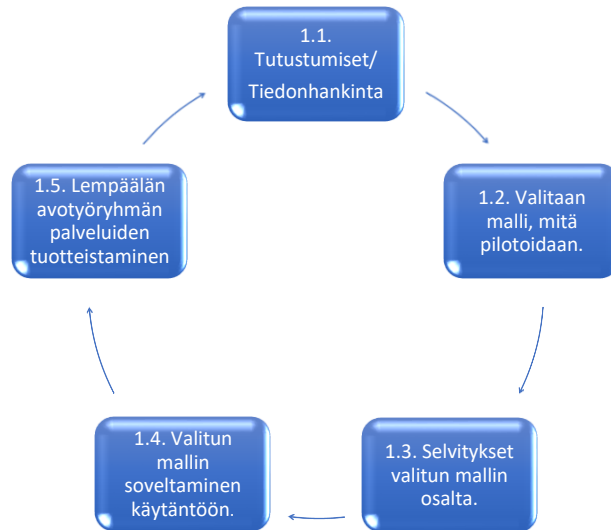 1.1.
Tutustumiset/
Tiedonhankinta
1.2. Valitaan
malli, mitä
pilotoidaan.
1.3. Selvitykset
valitun mallin
osalta.
1.4. Valitun
mallin
soveltaminen
käytäntöön.
1.5. Lempäälän
avotyöryhmän
palveluiden
tuotteistaminen